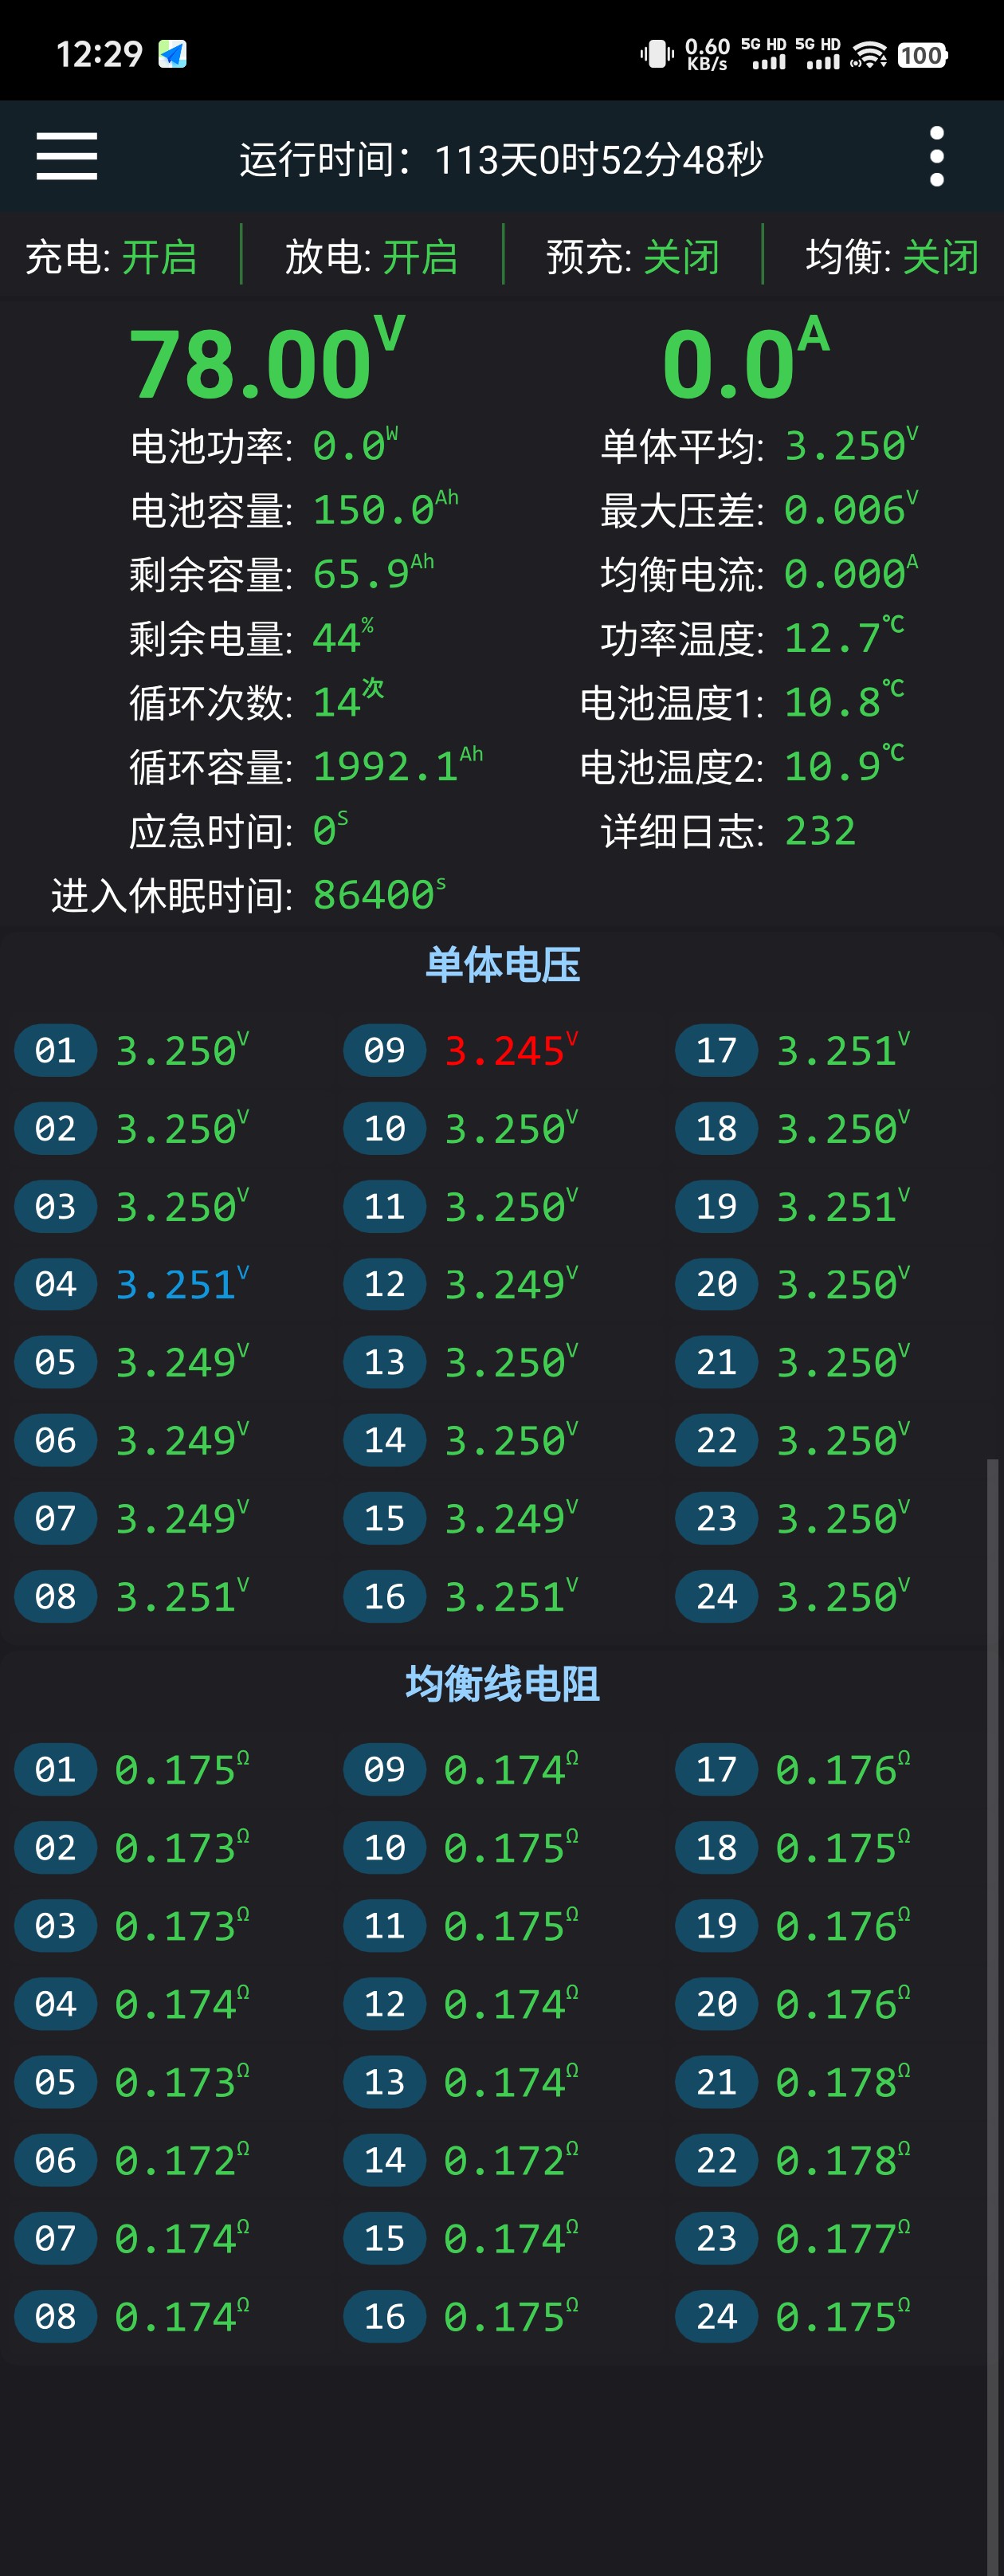 12:29 0.60 KB/s 5G HD 5G HD 100
运行时间：113天0时52分48秒
充电: 开启 放电: 开启 预充: 关闭 均衡: 关闭
78.00V 0.0A
电池功率: 0.0W 单体平均: 3.250V
电池容量: 150.0Ah 最大压差: 0.006V
剩余容量: 65.9Ah 均衡电流: 0.000A
剩余电量: 44% 功率温度: 12.7℃
循环次数: 14次 电池温度1: 10.8℃
循环容量: 1992.1Ah 电池温度2: 10.9℃
应急时间: 0S 详细日志: 232
进入休眠时间: 86400s
单体电压
01 3.250V 09 3.245V 17 3.251V
02 3.250V 10 3.250V 18 3.250V
03 3.250V 11 3.250V 19 3.251V
04 3.251V 12 3.249V 20 3.250V
05 3.249V 13 3.250V 21 3.250V
06 3.249V 14 3.250V 22 3.250V
07 3.249V 15 3.249V 23 3.250V
08 3.251V 16 3.251V 24 3.250V
均衡线电阻
01 0.175Ω 09 0.174Ω 17 0.176Ω
02 0.173Ω 10 0.175Ω 18 0.175Ω
03 0.173Ω 11 0.175Ω 19 0.176Ω
04 0.174Ω 12 0.174Ω 20 0.176Ω
05 0.173Ω 13 0.174Ω 21 0.178Ω
06 0.172Ω 14 0.172Ω 22 0.178Ω
07 0.174Ω 15 0.174Ω 23 0.177Ω
08 0.174Ω 16 0.175Ω 24 0.175Ω